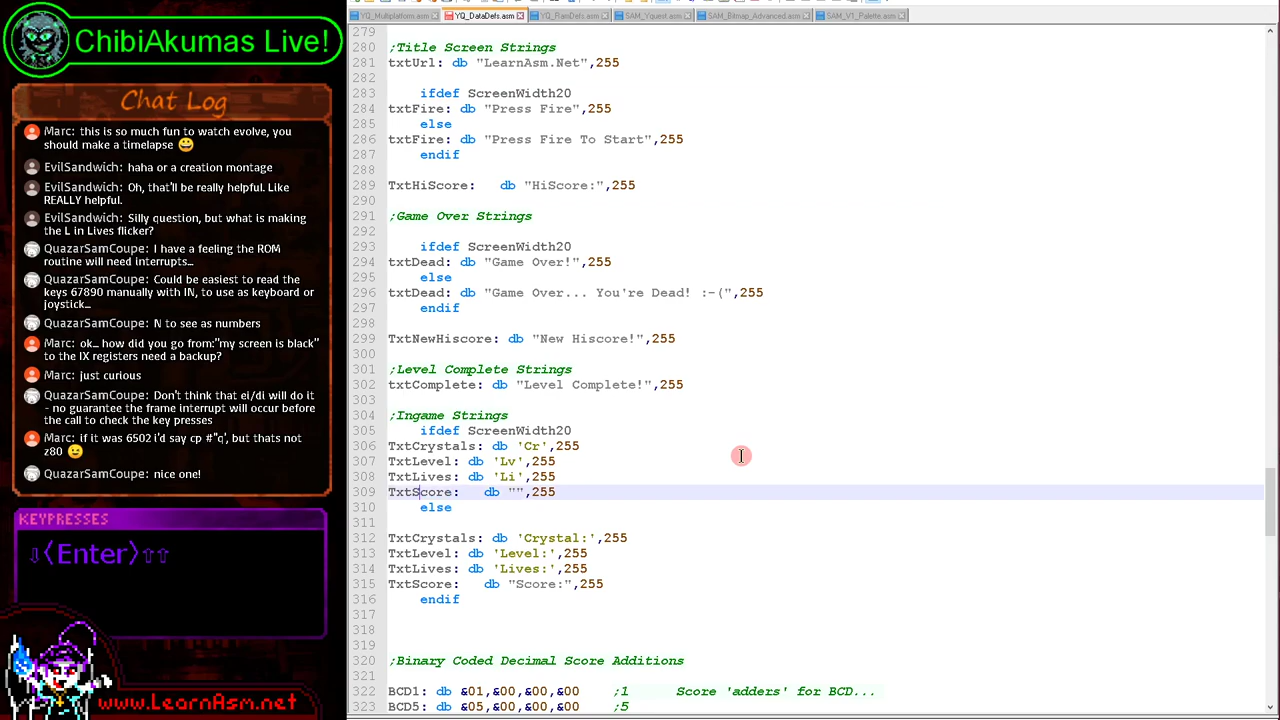 ChibiAkumas Live!
Chat Log
Marc: this is so much fun to watch evolve, you
should make a timelapse 😀
EvilSandwich: haha or a creation montage
EvilSandwich: Oh, that'll be really helpful. Like
REALLY helpful.
EvilSandwich: Silly question, but what is making
the L in Lives flicker?
QuazarSamCoupe: I have a feeling the ROM
routine will need interrupts...
QuazarSamCoupe: Could be easiest to read the
keys 67890 manually with IN, to use as keyboard or
joystick...
QuazarSamCoupe: N to see as numbers
Marc: ok... how did you go from:"my screen is black"
to the IX registers need a backup?
Marc: just curious
QuazarSamCoupe: Don't think that ei/di will do it
- no guarantee the frame interrupt will occur before
the call to check the key presses
Marc: if it was 6502 i'd say cp #"q', but thats not
z80 😉
QuazarSamCoupe: nice one!
KEYPRESSES
⇩(Enter)⇧⇧
www.LearnAsm.net
YQ_Multiplatform.asm YQ_DataDefs.asm YQ_RamDefs.asm SAM_Yquest.asm SAM_Bitmap_Advanced.asm SAM_V1_Palette.asm
279
280 ;Title Screen Strings
281 txtUrl: db "LearnAsm.Net",255
282
283 ifdef ScreenWidth20
284 txtFire: db "Press Fire",255
285 else
286 txtFire: db "Press Fire To Start",255
287 endif
288
289 TxtHiScore: db "HiScore:",255
290
291 ;Game Over Strings
292
293 ifdef ScreenWidth20
294 txtDead: db "Game Over!",255
295 else
296 txtDead: db "Game Over... You're Dead! :-(",255
297 endif
298
299 TxtNewHiscore: db "New Hiscore!",255
300
301 ;Level Complete Strings
302 txtComplete: db "Level Complete!",255
303
304 ;Ingame Strings
305 ifdef ScreenWidth20
306 TxtCrystals: db 'Cr',255
307 TxtLevel: db 'Lv',255
308 TxtLives: db 'Li',255
309 TxtScore: db "",255
310 else
311
312 TxtCrystals: db 'Crystal:',255
313 TxtLevel: db 'Level:',255
314 TxtLives: db 'Lives:',255
315 TxtScore: db "Score:",255
316 endif
317
318
319
320 ;Binary Coded Decimal Score Additions
321
322 BCD1: db &01,&00,&00,&00 ;1 Score 'adders' for BCD...
323 BCD5: db &05,&00,&00,&00 ;5